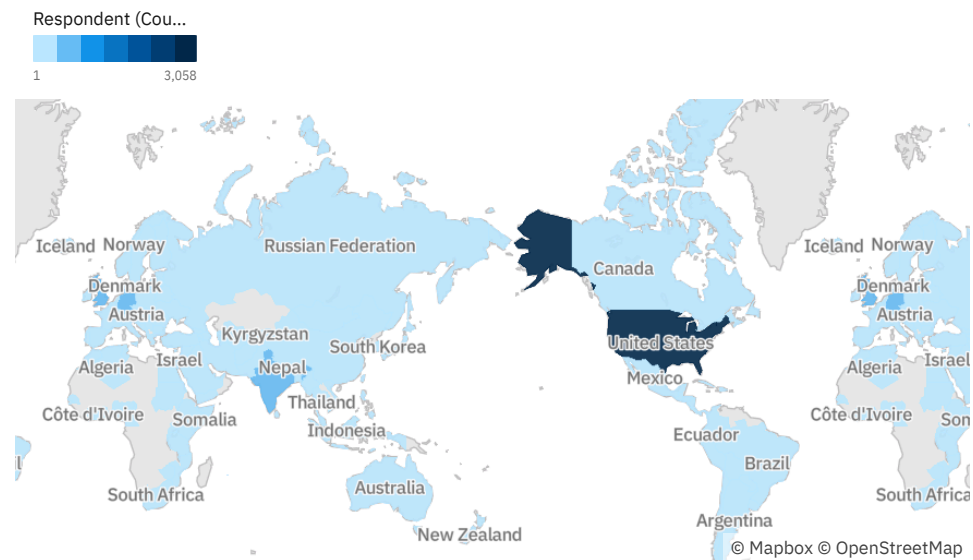 Respondent (Cou...
1 3,058
Iceland Norway Russian Federation Canada Iceland Norway
Denmark Denmark
Austria Austria
Kyrgyzstan United States
South Korea
Algeria Israel Nepal Mexico Algeria Israel
Côte d'Ivoire Somalia Thailand Côte d'Ivoire Som
Indonesia Ecuador
Brazil
South Africa Australia South Africa
New Zealand Argentina
© Mapbox © OpenStreetMap